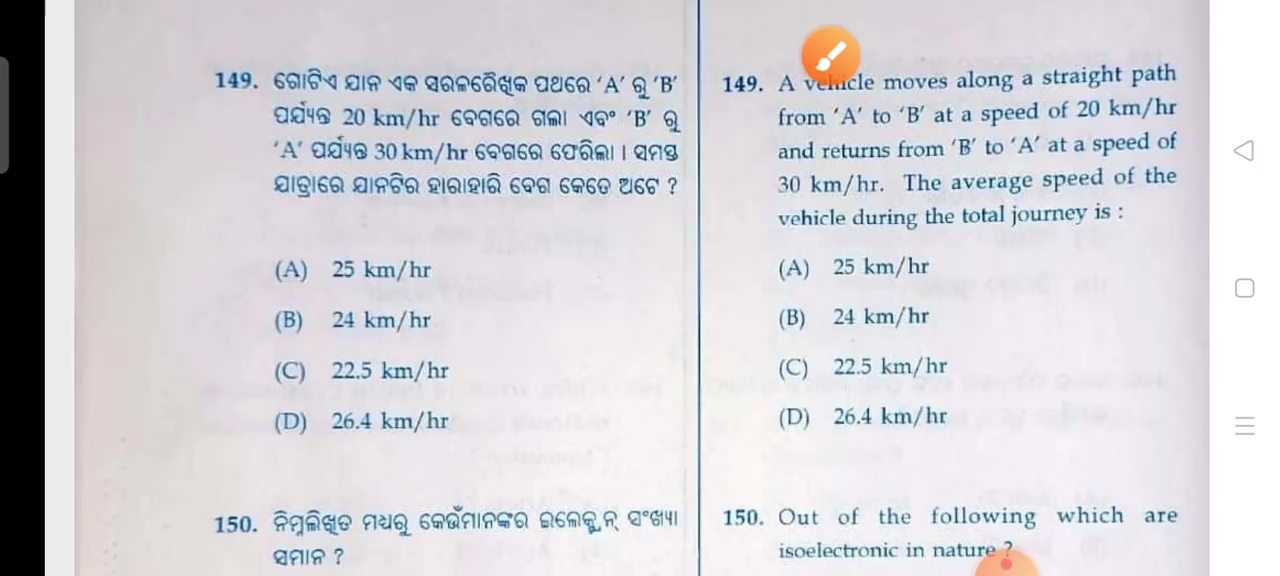 149. ଗୋଟିଏ ଯାନ ଏକ ସରଳରୈଖିକ ପଥରେ ‘A’ ରୁ ‘B’
ପର୍ଯ୍ୟନ୍ତ 20 km/hr ବେଗରେ ଗଲା ଏବଂ ‘B’ ରୁ
‘A’ ପର୍ଯ୍ୟନ୍ତ 30 km/hr ବେଗରେ ଫେରିଲା । ସମସ୍ତ
ଯାତ୍ରାରେ ଯାନଟିର ହାରାହାରି ବେଗ କେତେ ଅଟେ ?
(A) 25 km/hr
(B) 24 km/hr
(C) 22.5 km/hr
(D) 26.4 km/hr
150. ନିମ୍ନଲିଖିତ ମଧ୍ୟରୁ କେଉଁମାନଙ୍କର ଇଲେକ୍ଟ୍ରନ୍ ସଂଖ୍ୟା
ସମାନ ?
149. A vehicle moves along a straight path
from ‘A’ to ‘B’ at a speed of 20 km/hr
and returns from ‘B’ to ‘A’ at a speed of
30 km/hr. The average speed of the
vehicle during the total journey is :
(A) 25 km/hr
(B) 24 km/hr
(C) 22.5 km/hr
(D) 26.4 km/hr
150. Out of the following which are
isoelectronic in nature ?